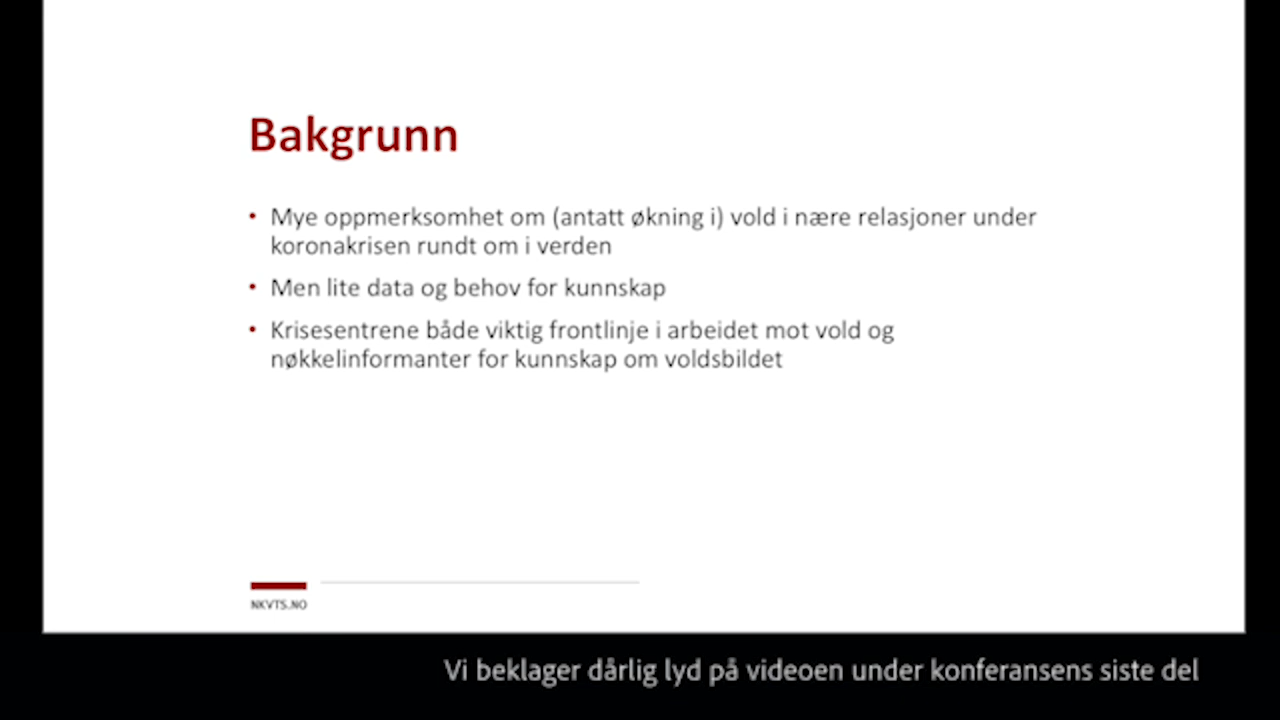 Bakgrunn
• Mye oppmerksomhet om (antatt økning i) vold i nære relasjoner under
koronakrisen rundt om i verden
• Men lite data og behov for kunnskap
• Krisesentrene både viktig frontlinje i arbeidet mot vold og
nøkkelinformanter for kunnskap om voldsbildet
NKVTS.NO
Vi beklager dårlig lyd på videoen under konferansens siste del